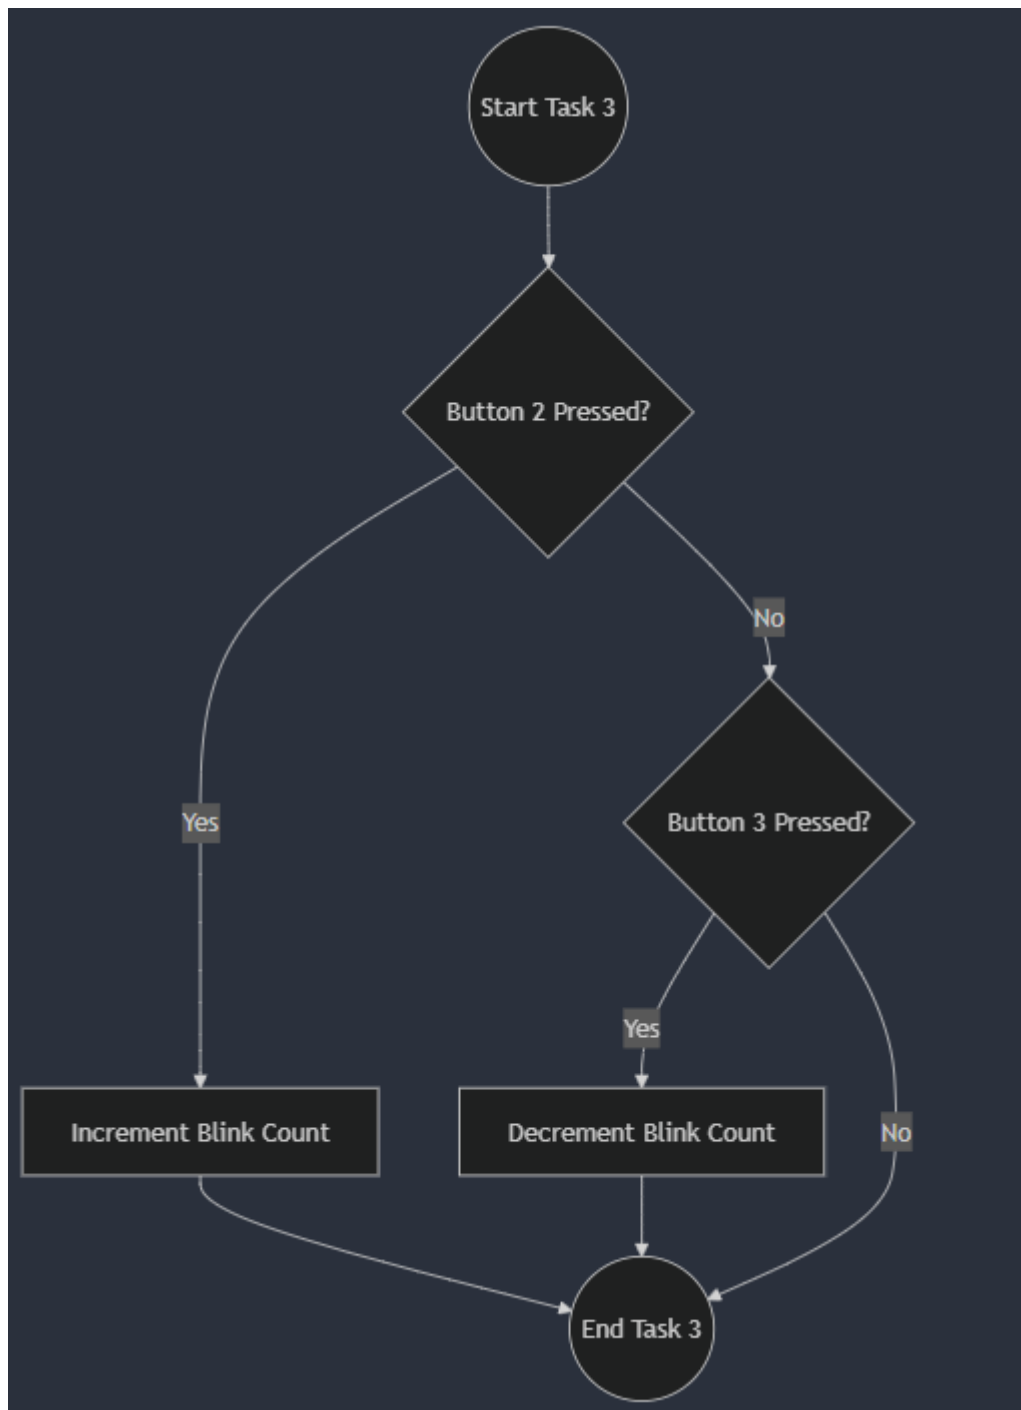 Start Task 3
Button 2 Pressed?
No
Yes
Button 3 Pressed?
Yes
Increment Blink Count
Decrement Blink Count
No
End Task 3